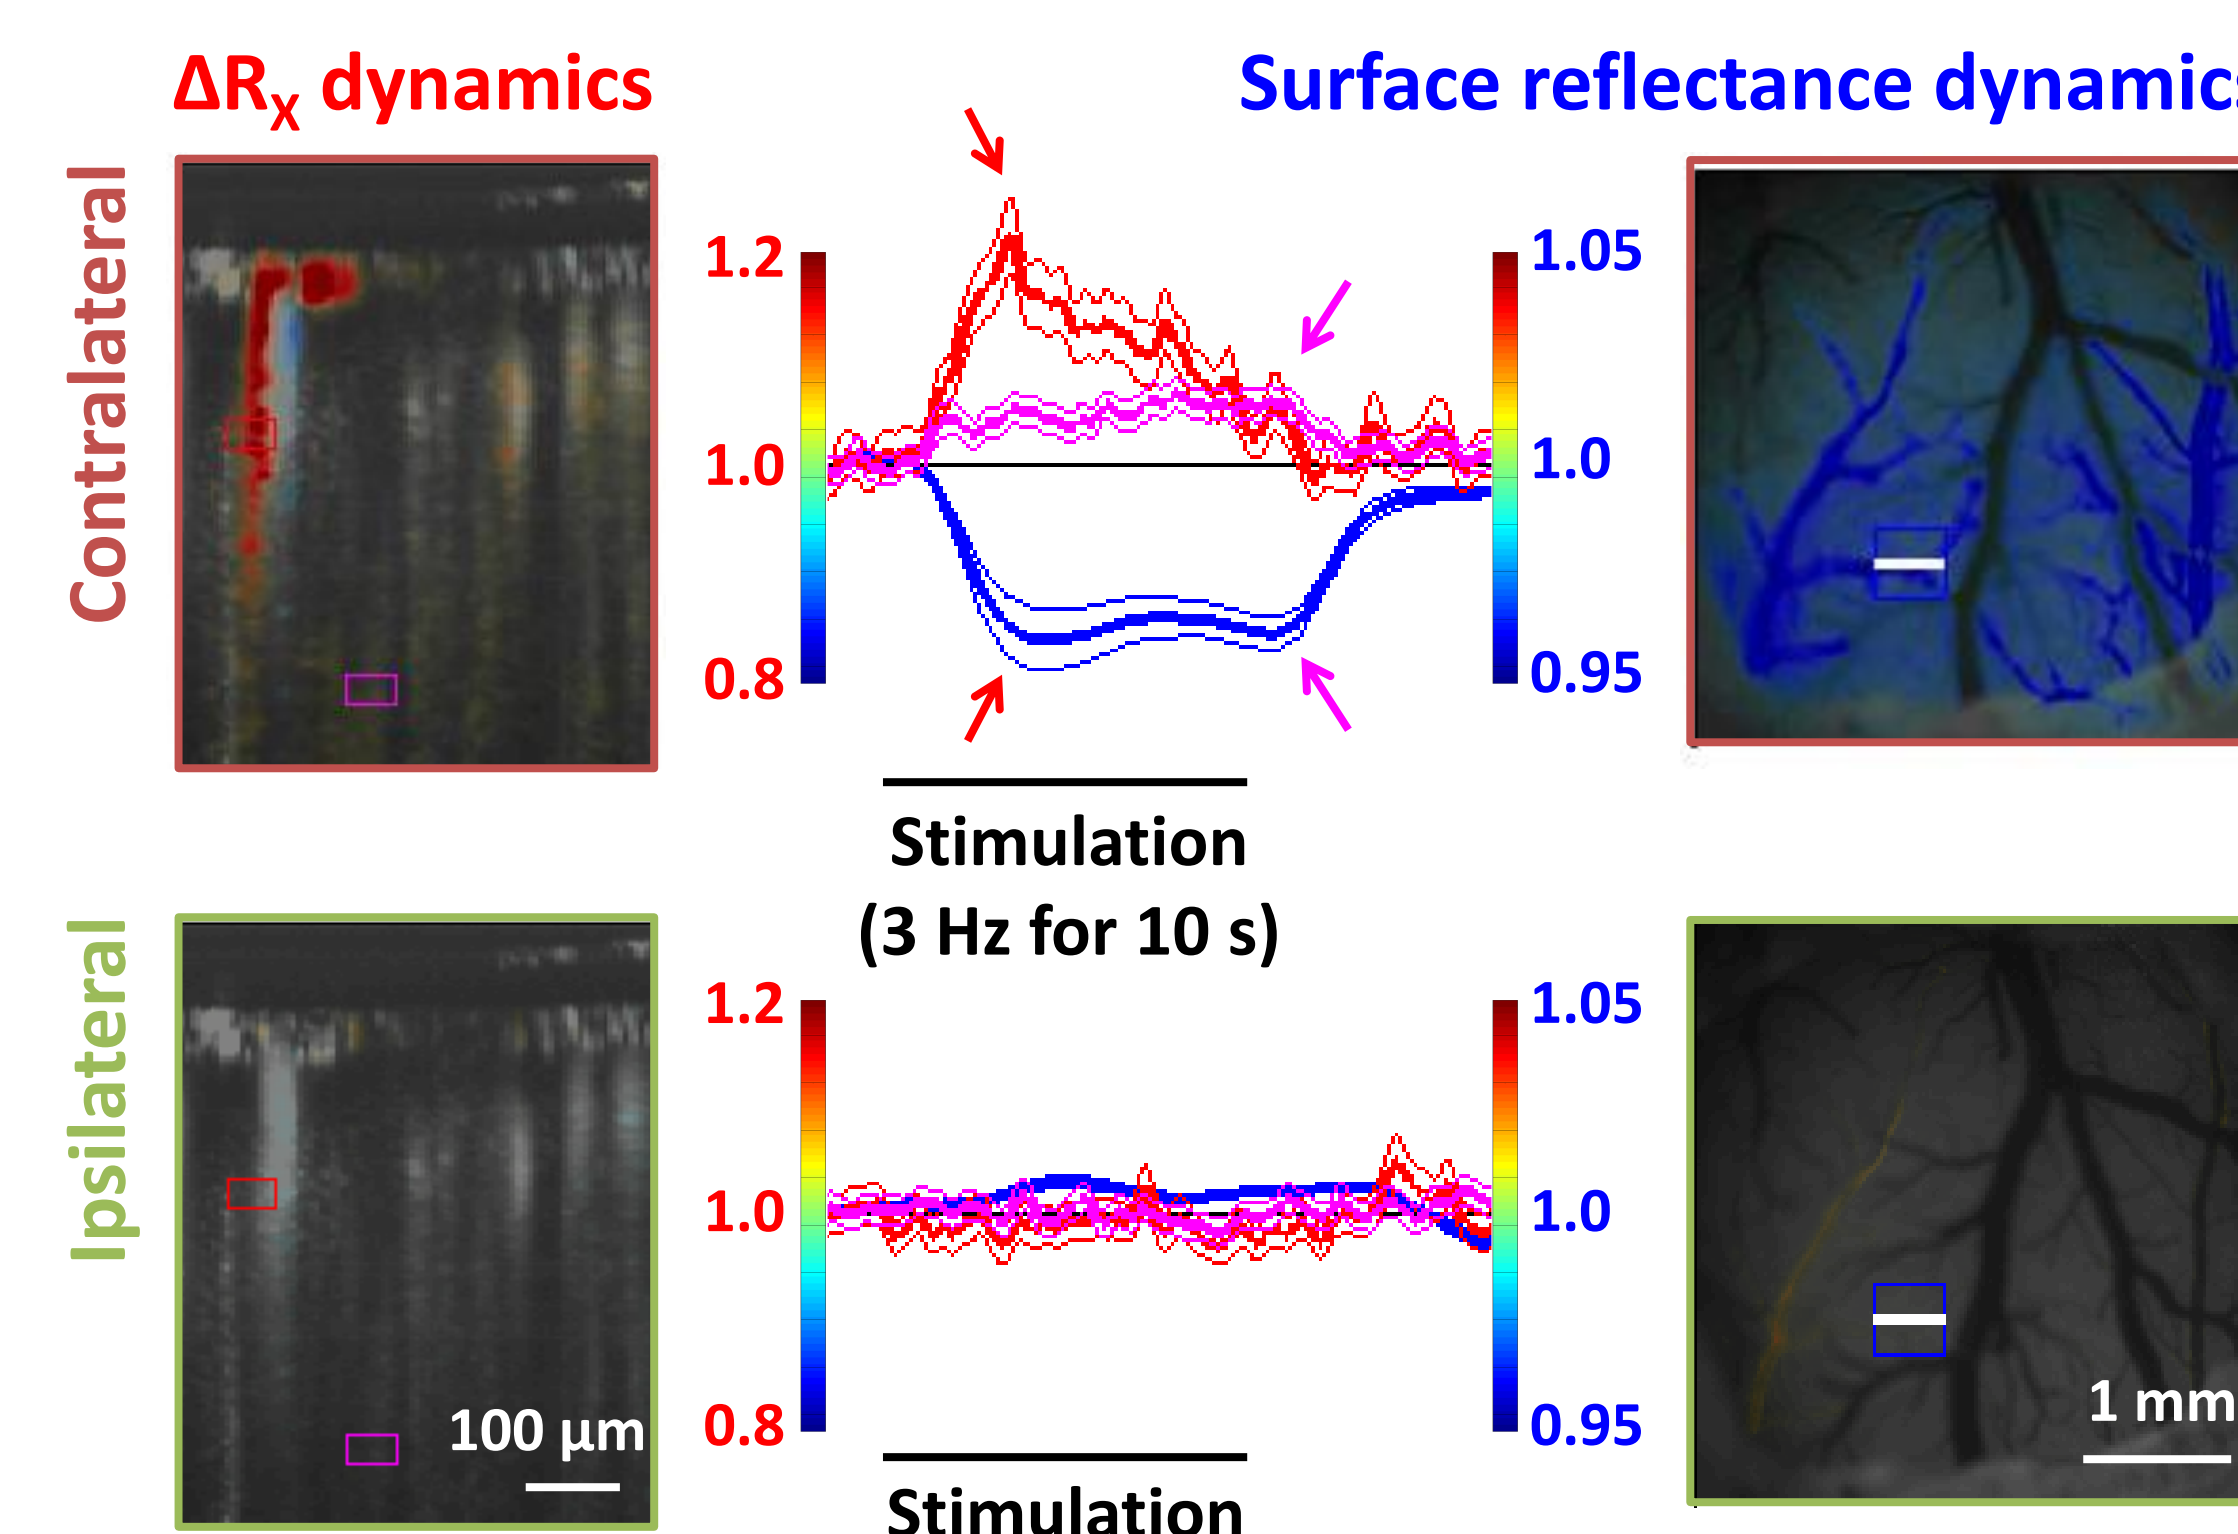 ΔRX dynamics
Surface reflectance dynamics
Contralateral
1.2
1.0
0.8
1.05
1.0
0.95
Stimulation
(3 Hz for 10 s)
Ipsilateral
1.2
1.0
0.8
1.05
1.0
0.95
100 μm
1 mm
Stimulation